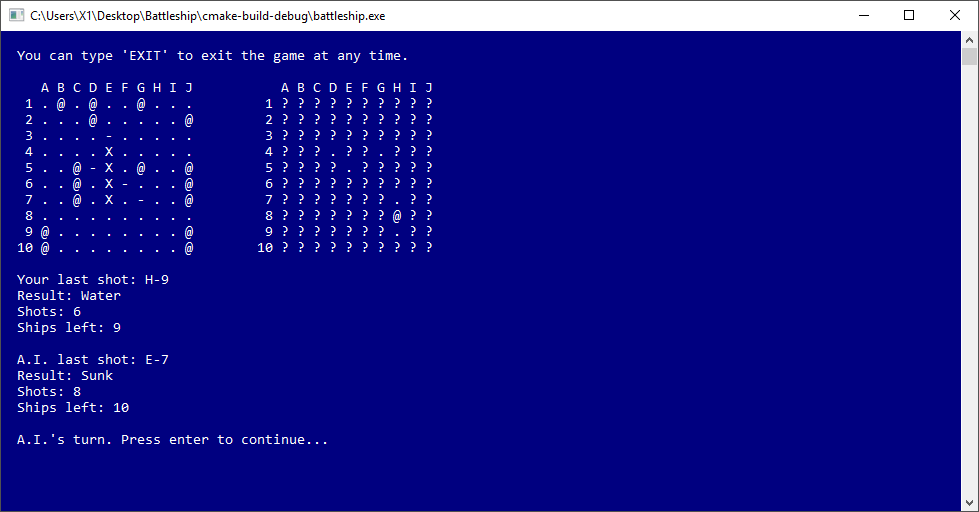 C:\Users\X1\Desktop\Battleship\cmake-build-debug\battleship.exe
You can type 'EXIT' to exit the game at any time.
   A B C D E F G H I J           A B C D E F G H I J
 1 . @ . @ . . @ . . .         1 ? ? ? ? ? ? ? ? ? ?
 2 . . . @ . . . . . @         2 ? ? ? ? ? ? ? ? ? ?
 3 . . . . - . . . . .         3 ? ? ? ? ? ? ? ? ? ?
 4 . . . . X . . . . .         4 ? ? ? . ? ? . ? ? ?
 5 . . @ - X . @ . . @         5 ? ? ? ? . ? ? ? ? ?
 6 . . @ . X - . . . @         6 ? ? ? ? ? ? ? ? ? ?
 7 . . @ . X . - . . @         7 ? ? ? ? ? ? ? . ? ?
 8 . . . . . . . . . .         8 ? ? ? ? ? ? ? @ ? ?
 9 @ . . . . . . . . @         9 ? ? ? ? ? ? ? . ? ?
10 @ . . . . . . . . @        10 ? ? ? ? ? ? ? ? ? ?
Your last shot: H-9
Result: Water
Shots: 6
Ships left: 9
A.I. last shot: E-7
Result: Sunk
Shots: 8
Ships left: 10
A.I.'s turn. Press enter to continue...